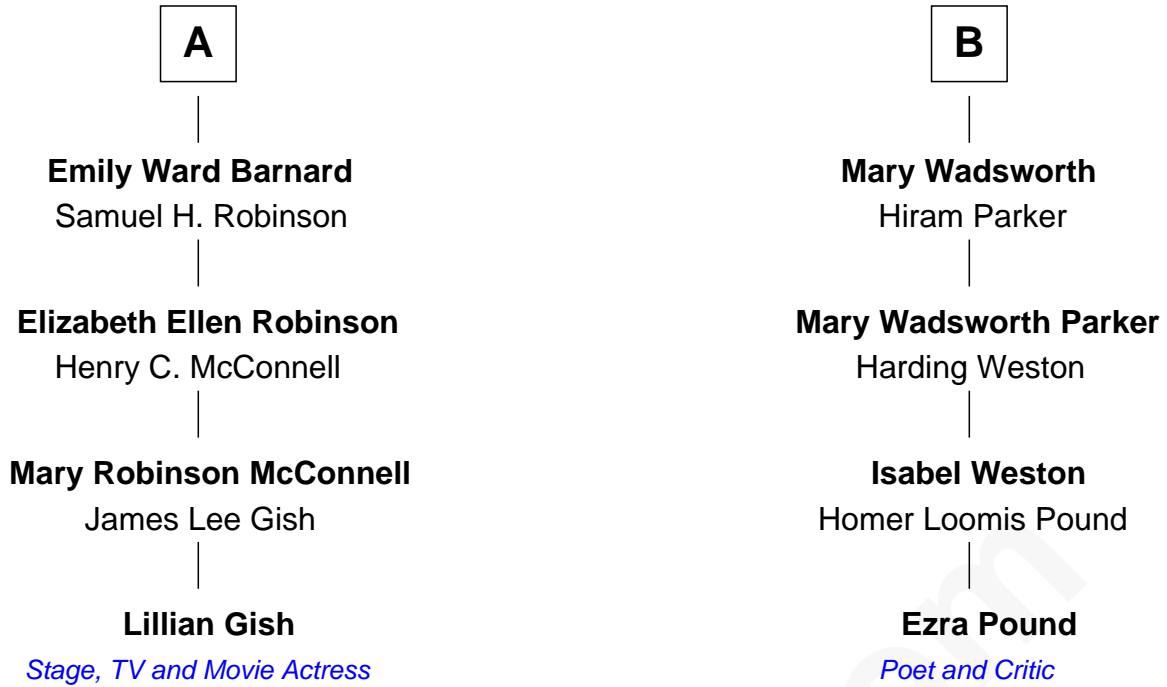 A
Emily Ward Barnard
Samuel H. Robinson
Elizabeth Ellen Robinson
Henry C. McConnell
Mary Robinson McConnell
James Lee Gish
Lillian Gish
Stage, TV and Movie Actress
B
Mary Wadsworth
Hiram Parker
Mary Wadsworth Parker
Harding Weston
Isabel Weston
Homer Loomis Pound
Ezra Pound
Poet and Critic